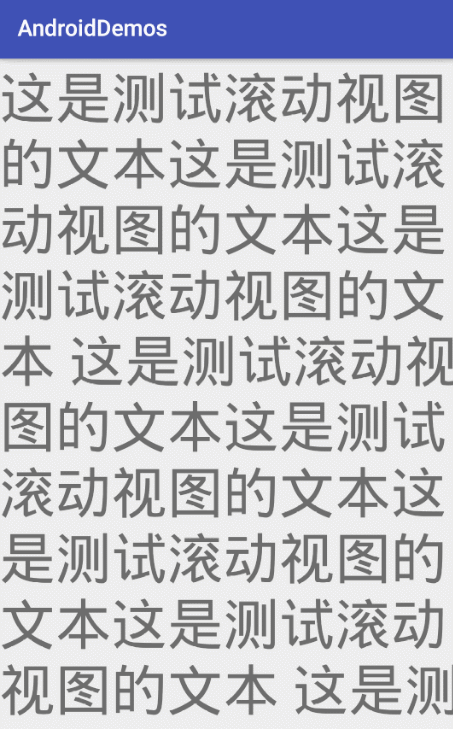 AndroidDemos
这是测试滚动视图
的文本这是测试滚
动视图的文本这是
测试滚动视图的文
本 这是测试滚动视
图的文本这是测试
滚动视图的文本这
是测试滚动视图的
文本这是测试滚动
视图的文本 这是测